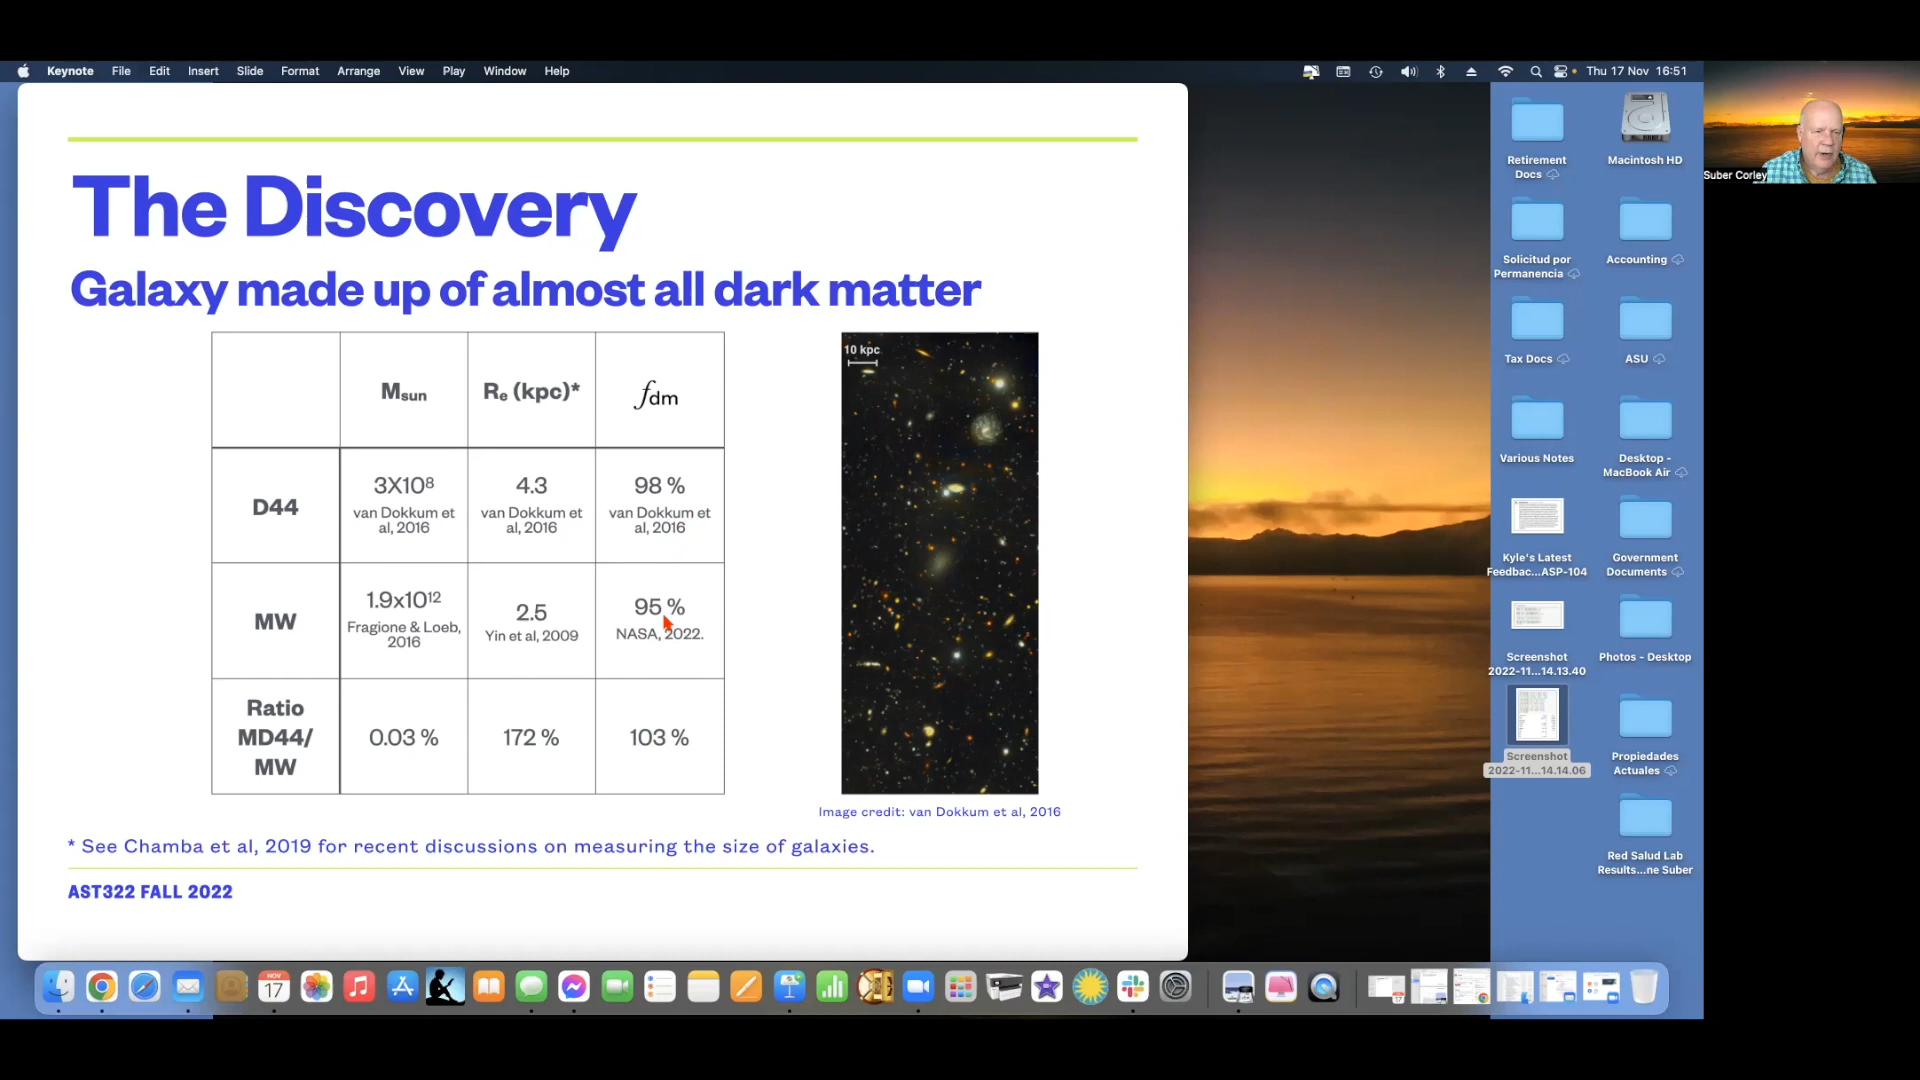 Keynote File Edit Insert Slide Format Arrange View Play Window Help
Thu 17 Nov 16:51
The Discovery
Galaxy made up of almost all dark matter
Msun Re (kpc)* fdm
D44
3X10⁸
van Dokkum et
al, 2016
4.3
van Dokkum et
al, 2016
98 %
van Dokkum et
al, 2016
MW
1.9x10¹²
Fragione & Loeb,
2016
2.5
Yin et al, 2009
95 %
NASA, 2022.
Ratio
MD44/
MW
0.03 %
172 %
103 %
10 kpc
Image credit: van Dokkum et al, 2016
* See Chamba et al, 2019 for recent discussions on measuring the size of galaxies.
AST322 FALL 2022
Retirement
Docs
Macintosh HD
Solicitud por
Permanencia
Accounting
Tax Docs
ASU
Various Notes
Desktop -
MacBook Air
Kyle's Latest
Feedbac...ASP-104
Government
Documents
Screenshot
2022-11...14.13.40
Photos - Desktop
Screenshot
2022-11...14.14.06
Propiedades
Actuales
Red Salud Lab
Results...ne Suber
Suber Corley
NOV
17